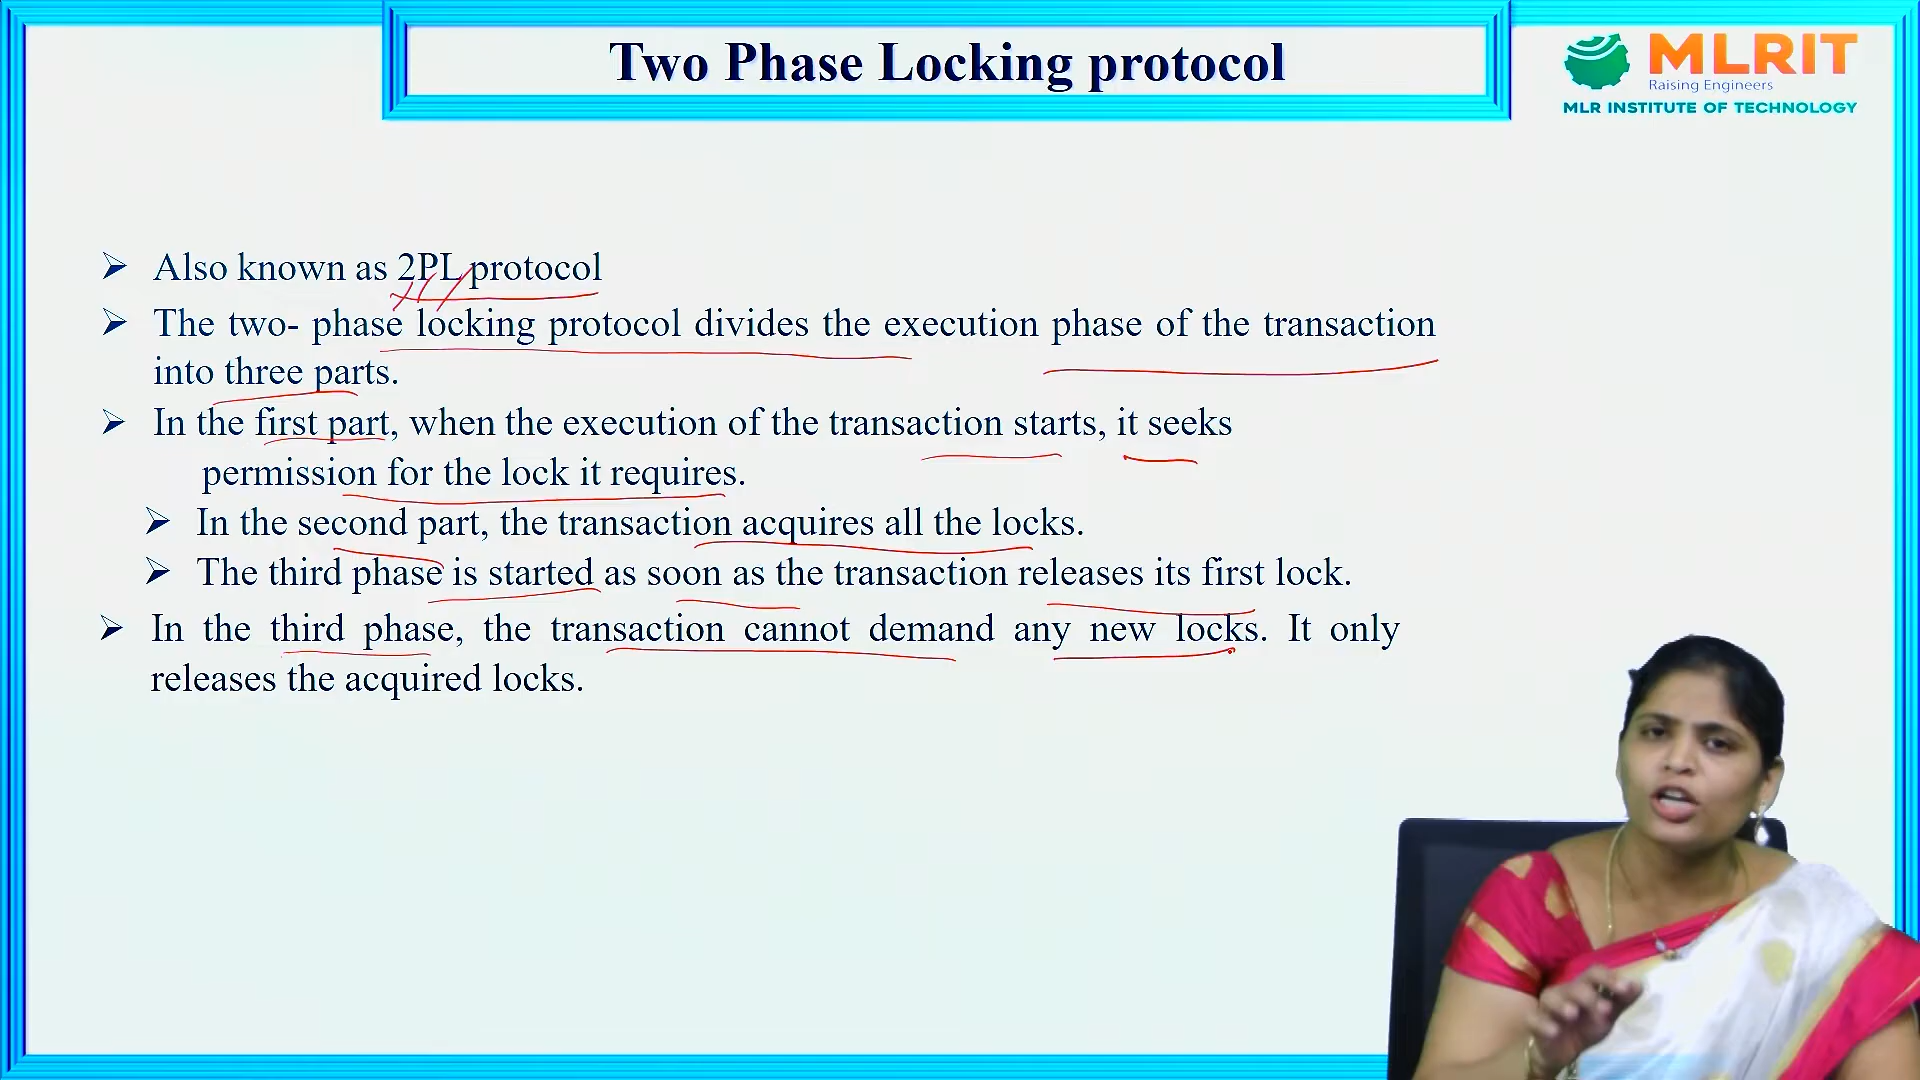 Two Phase Locking protocol
MLRIT
Raising Engineers
MLR INSTITUTE OF TECHNOLOGY
Also known as 2PL protocol
The two- phase locking protocol divides the execution phase of the transaction
into three parts.
In the first part, when the execution of the transaction starts, it seeks
permission for the lock it requires.
In the second part, the transaction acquires all the locks.
The third phase is started as soon as the transaction releases its first lock.
In the third phase, the transaction cannot demand any new locks. It only
releases the acquired locks.